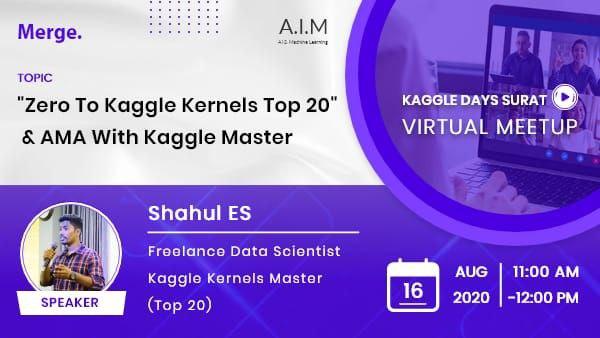 Merge.
A.I.M
A.I & Machine Learning
TOPIC
"Zero To Kaggle Kernels Top 20"
& AMA With Kaggle Master
KAGGLE DAYS SURAT
VIRTUAL MEETUP
Shahul ES
Freelance Data Scientist
Kaggle Kernels Master
(Top 20)
SPEAKER
16
AUG
2020
11:00 AM
-12:00 PM